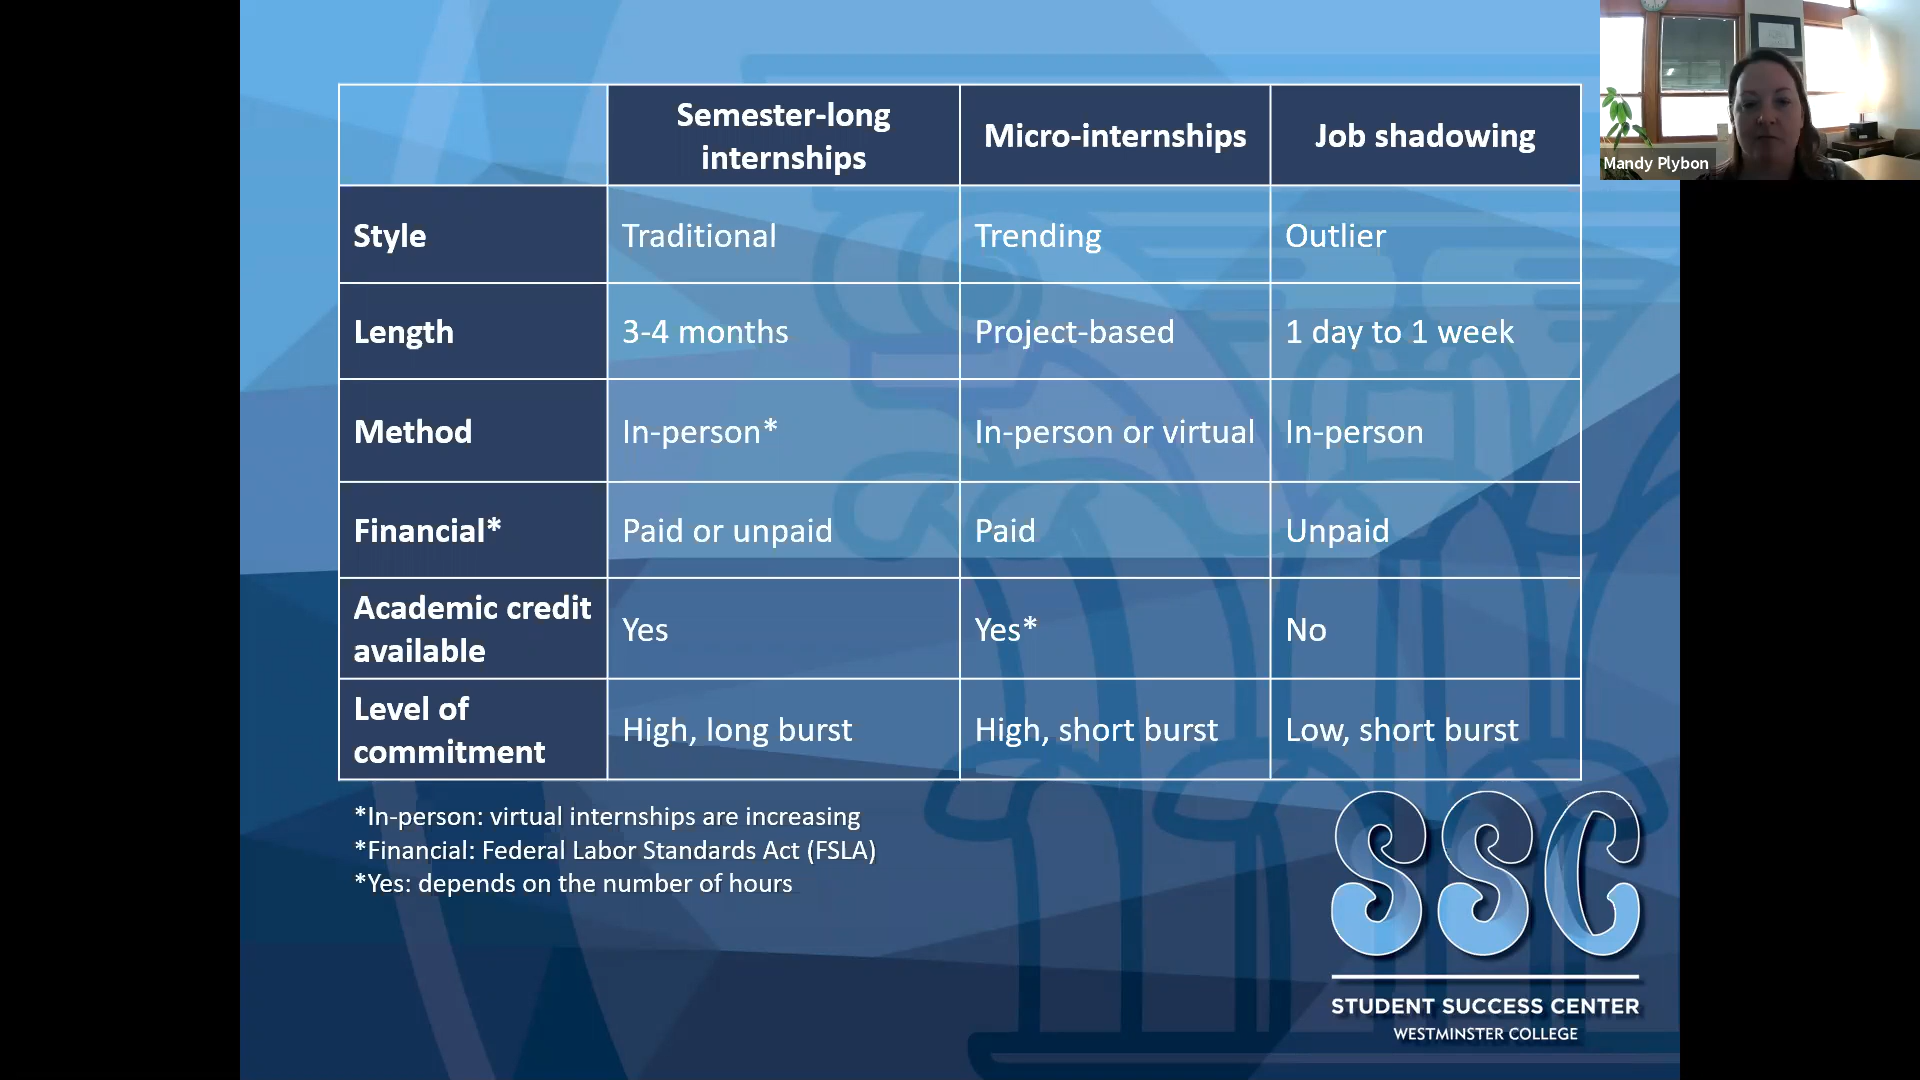 Semester-long
internships
Micro-internships
Job shadowing
Style
Traditional
Trending
Outlier
Length
3-4 months
Project-based
1 day to 1 week
Method
In-person*
In-person or virtual
In-person
Financial*
Paid or unpaid
Paid
Unpaid
Academic credit
available
Yes
Yes*
No
Level of
commitment
High, long burst
High, short burst
Low, short burst
*In-person: virtual internships are increasing
*Financial: Federal Labor Standards Act (FSLA)
*Yes: depends on the number of hours
SSC
STUDENT SUCCESS CENTER
WESTMINSTER COLLEGE
Mandy Plybon